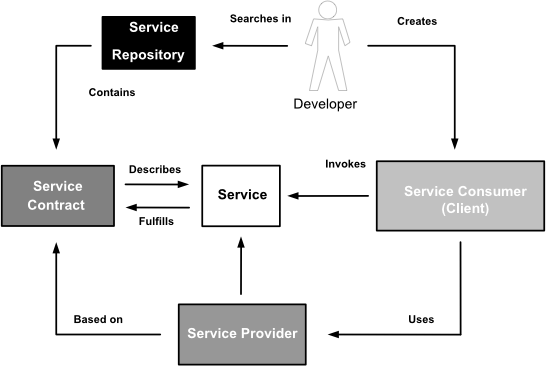 Searches in
Creates
Service
Repository
Developer
Contains
Describes
Invokes
Service
Contract
Service
Service Consumer
(Client)
Fulfills
Based on
Service Provider
Uses